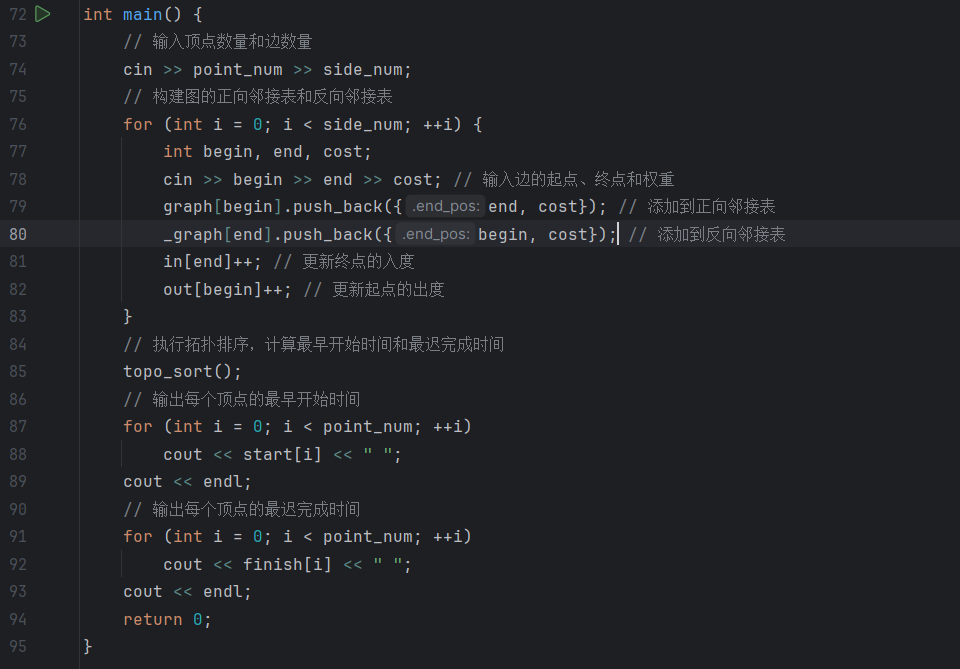 72 int main() {
73 // 输入顶点数量和边数量
74 cin >> point_num >> side_num;
75 // 构建图的正向邻接表和反向邻接表
76 for (int i = 0; i < side_num; ++i) {
77 int begin, end, cost;
78 cin >> begin >> end >> cost; // 输入边的起点、终点和权重
79 graph[begin].push_back({ .end_pos: end, cost}); // 添加到正向邻接表
80 _graph[end].push_back({ .end_pos: begin, cost}); // 添加到反向邻接表
81 in[end]++; // 更新终点的入度
82 out[begin]++; // 更新起点的出度
83 }
84 // 执行拓扑排序，计算最早开始时间和最迟完成时间
85 topo_sort();
86 // 输出每个顶点的最早开始时间
87 for (int i = 0; i < point_num; ++i)
88 cout << start[i] << " ";
89 cout << endl;
90 // 输出每个顶点的最迟完成时间
91 for (int i = 0; i < point_num; ++i)
92 cout << finish[i] << " ";
93 cout << endl;
94 return 0;
95 }